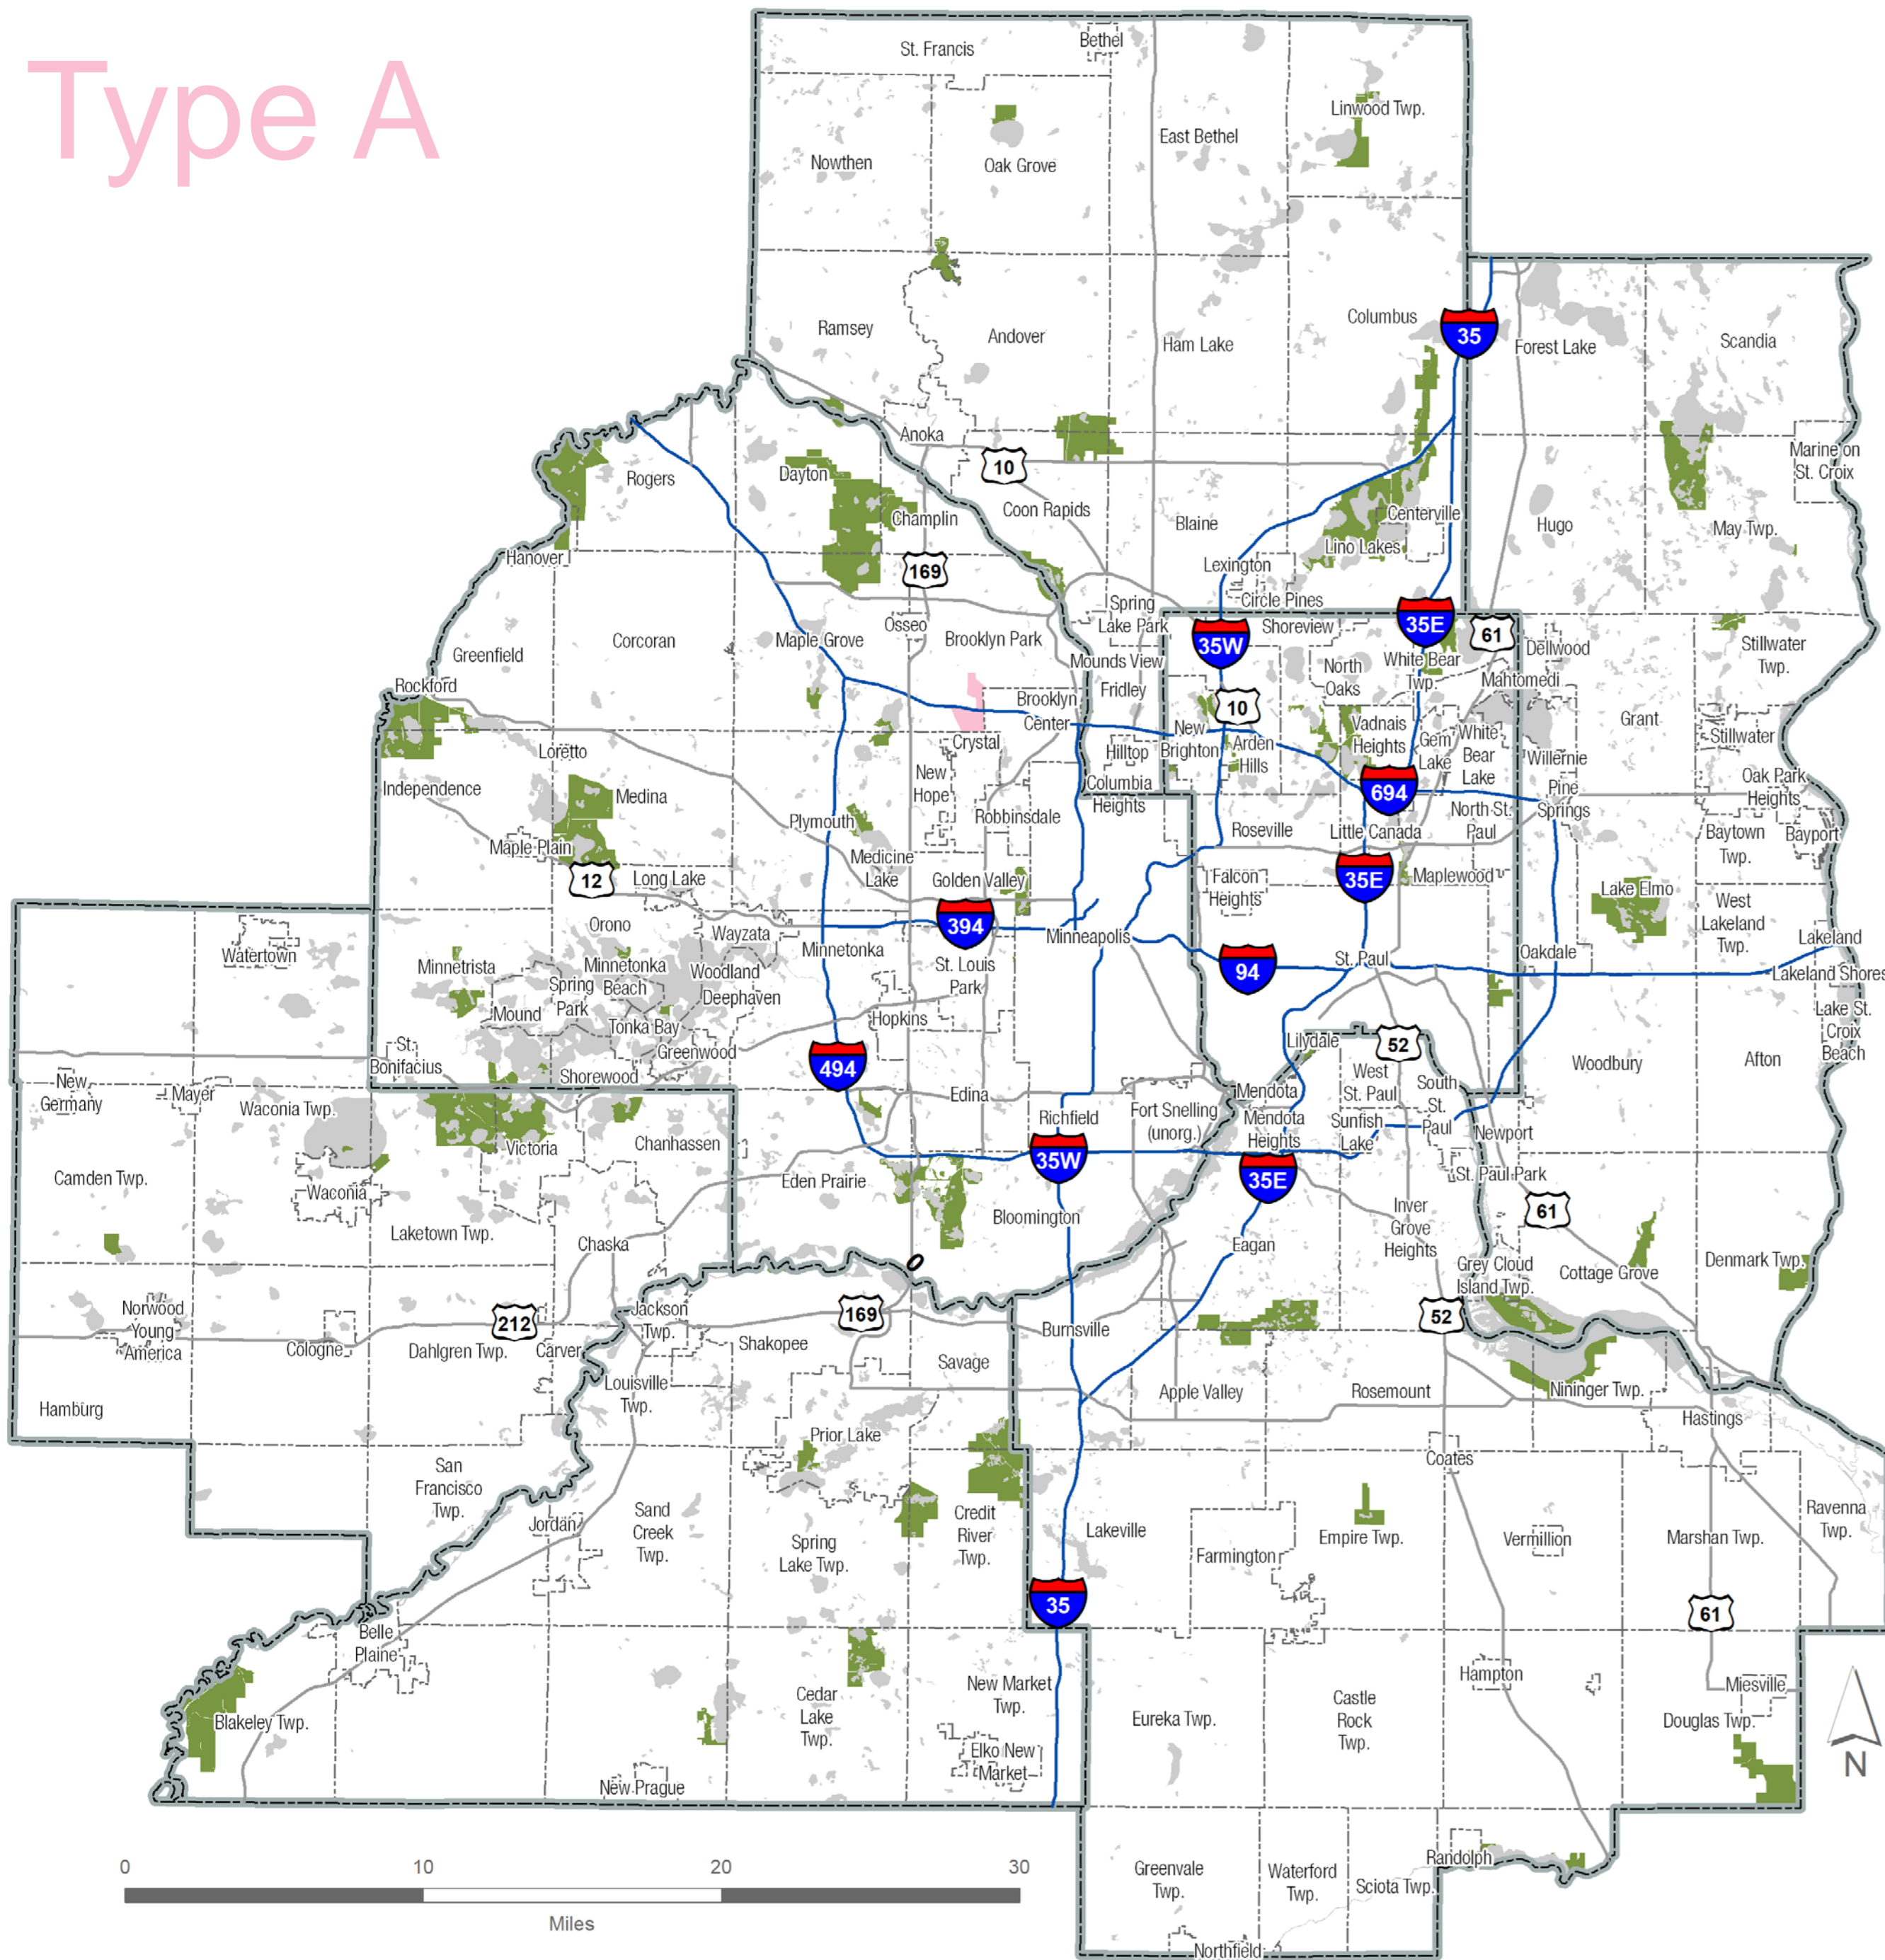 Type A
St. Francis
Bethel
Linwood Twp.
East Bethel
Nowthen
Oak Grove
Columbus
35
Ramsey
Andover
Ham Lake
Forest Lake
Scandia
Anoka
Marine on
St. Croix
10
Rogers
Dayton
Champlin
Coon Rapids
Blaine
Centerville
Hugo
May Twp.
Lino Lakes
Hanover
169
Lexington
Circle Pines
Spring
Lake Park
35W
Shoreview
35E
61
Osseo
Corcoran
Maple Grove
Brooklyn Park
Greenfield
Dellwood
Stillwater
Twp.
Mounds View
North
Oaks
White Bear
Twp.
Mahtomedi
Rockford
Fridley
Brooklyn
Center
10
New
Brighton
Vadnais
Heights
Gem
Lake
White
Bear
Lake
Grant
Stillwater
Crystal
Loretto
Hilltop
Arden
Hills
Willernie
Independence
Medina
New
Hope
Columbia
Heights
694
Pine
Springs
Oak Park
Heights
Plymouth
Robbinsdale
Roseville
Little Canada
North St.
Paul
Baytown
Twp.
Bayport
Maple Plain
Medicine
Lake
12
Long Lake
Golden Valley
Falcon
Heights
35E
Maplewood
Lake Elmo
West
Lakeland
Twp.
Orono
Wayzata
394
Minneapolis
Lakeland
Watertown
Minnetonka
Minnetrista
Minnetonka
Beach
Woodland
St. Louis
Park
94
St. Paul
Oakdale
Lakeland Shores
Spring
Park
Deephaven
Mound
Tonka Bay
Hopkins
Lake St.
Croix
Beach
St.
Bonifacius
Greenwood
Lilydale
52
Woodbury
Afton
Shorewood
494
West
St. Paul
South
St.
Paul
New
Germany
Mayer
Waconia Twp.
Edina
Mendota
Richfield
Fort Snelling
(unorg.)
Mendota
Heights
Sunfish
Lake
Newport
Victoria
Chanhassen
35W
35E
St. Paul Park
Camden Twp.
Waconia
Eden Prairie
61
Bloomington
Inver
Grove
Heights
Laketown Twp.
Chaska
Eagan
Grey Cloud
Island Twp.
Cottage Grove
Denmark Twp.
Norwood
Young
America
212
Jackson
Twp.
169
52
Cologne
Dahlgren Twp.
Carver
Shakopee
Burnsville
Savage
Louisville
Twp.
Apple Valley
Rosemount
Nininger Twp.
Hamburg
Hastings
Prior Lake
Coates
San
Francisco
Twp.
Jordan
Sand
Creek
Twp.
Spring
Lake Twp.
Credit
River
Twp.
Lakeville
Farmington
Empire Twp.
Vermillion
Marshan Twp.
Ravenna
Twp.
35
61
Belle
Plaine
Blakeley Twp.
Cedar
Lake
Twp.
New Market
Twp.
Hampton
Miesville
Eureka Twp.
Castle
Rock
Twp.
Douglas Twp.
Elko New
Market
New Prague
N
0 10 20 30
Miles
Greenvale
Twp.
Waterford
Twp.
Sciota Twp.
Randolph
Northfield